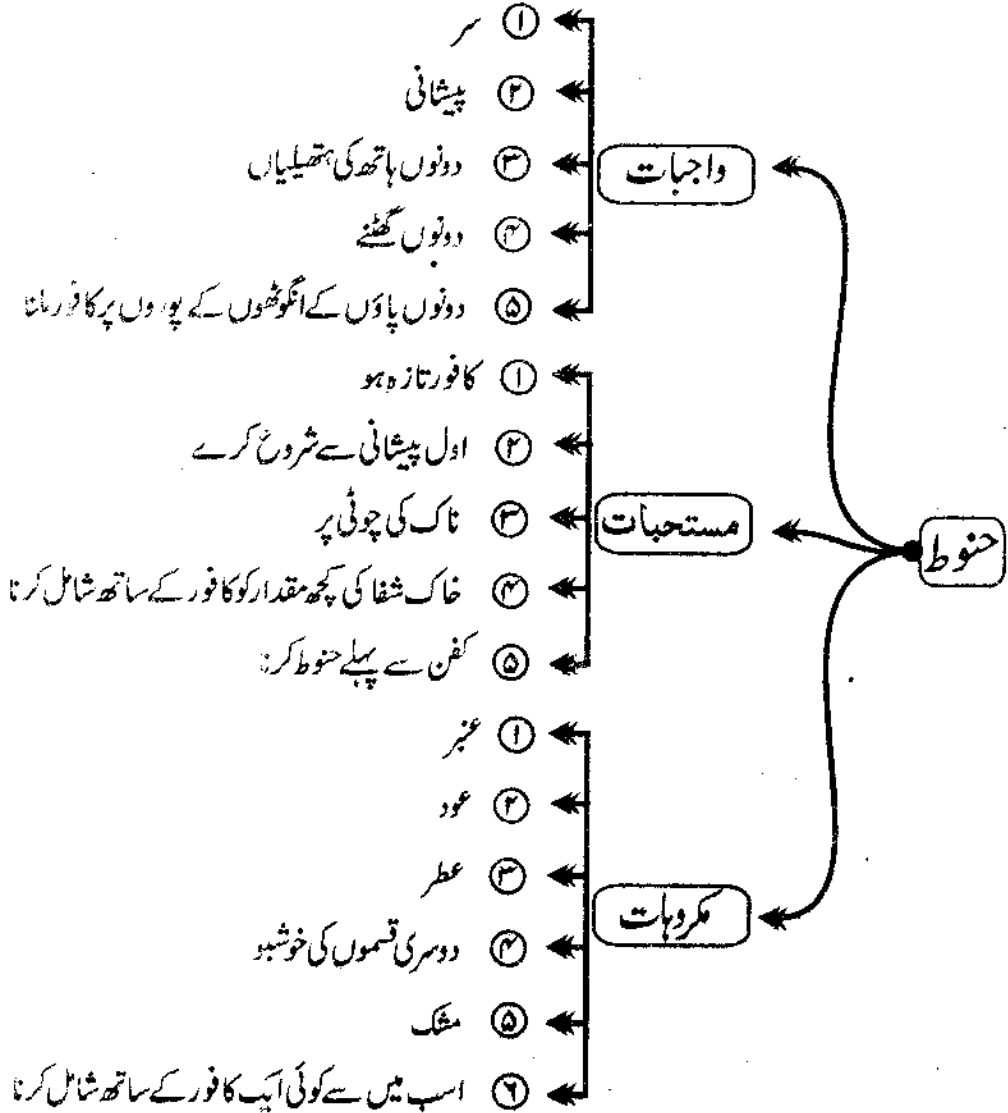 حنوط
واجبات
① سر
② پیشانی
③ دونوں ہاتھ کی ہتھیلیاں
④ دونوں گھٹنے
⑤ دونوں پاؤں کے انگوٹھوں کے پوروں پر کافور ملنا
مستحبات
① کافور تازہ ہو
② اول پیشانی سے شروع کرے
③ ناک کی چوٹی پر
④ خاک شفا کی کچھ مقدار کو کافور کے ساتھ شامل کرنا
⑤ کفن سے پہلے حنوط کرنا
مکروہات
① عنبر
② عود
③ عطر
④ دوسری قسموں کی خوشبو
⑤ مشک
⑥ اسب میں سے کوئی ایک کافور کے ساتھ شامل کرنا